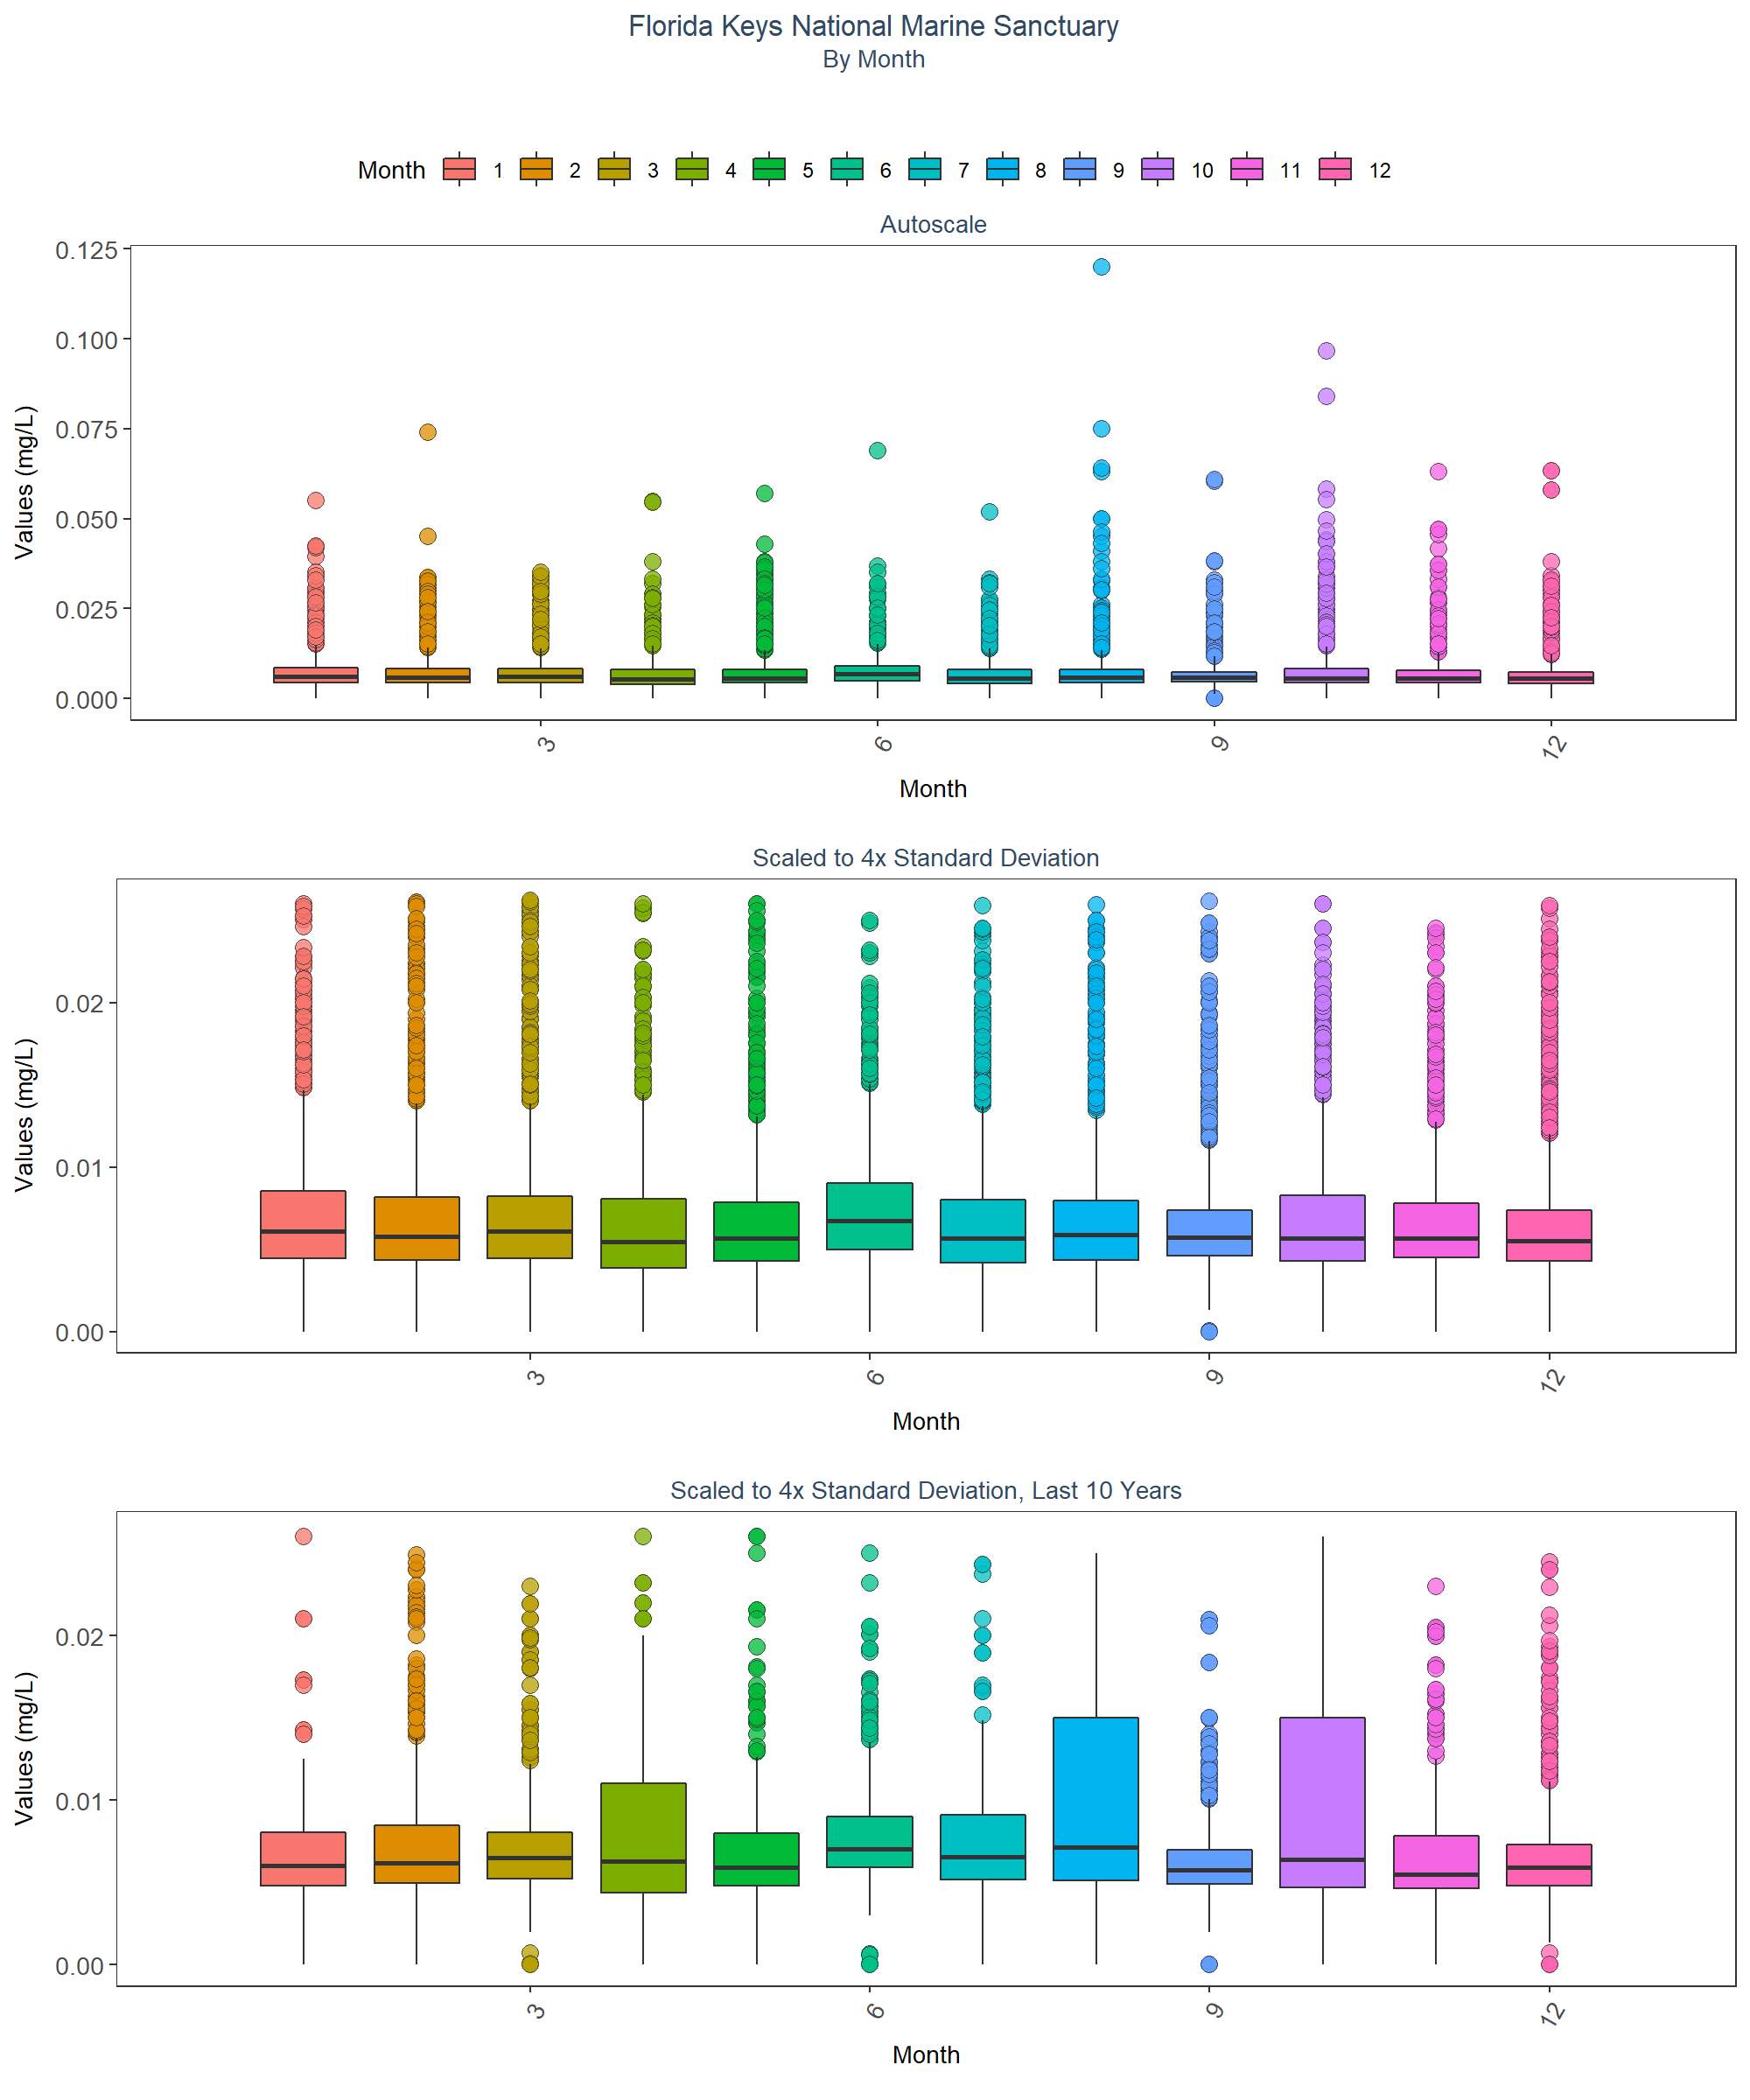 Florida Keys National Marine Sanctuary
By Month
Month 1 2 3 4 5 6 7 8 9 10 11 12
Autoscale
Values (mg/L)
0.125
0.100
0.075
0.050
0.025
0.000
3 6 9 12
Month
Scaled to 4x Standard Deviation
Values (mg/L)
0.02
0.01
0.00
3 6 9 12
Month
Scaled to 4x Standard Deviation, Last 10 Years
Values (mg/L)
0.02
0.01
0.00
3 6 9 12
Month